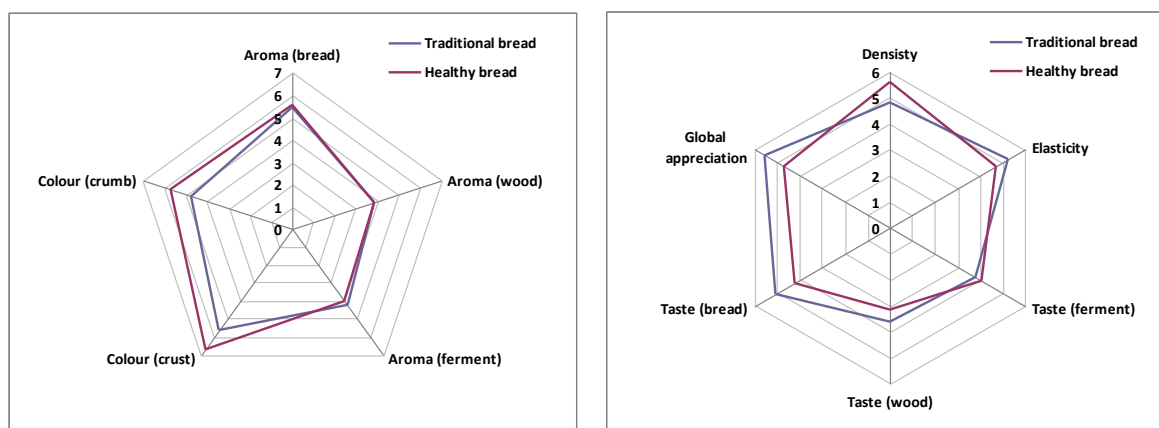 Traditional bread
Healthy bread
Aroma (bread)
7
6
5
4
3
2
1
0
Aroma (wood)
Aroma (ferment)
Colour (crust)
Colour (crumb)
Traditional bread
Healthy bread
Densisty
6
5
4
3
2
1
0
Elasticity
Taste (ferment)
Taste (wood)
Taste (bread)
Global
appreciation